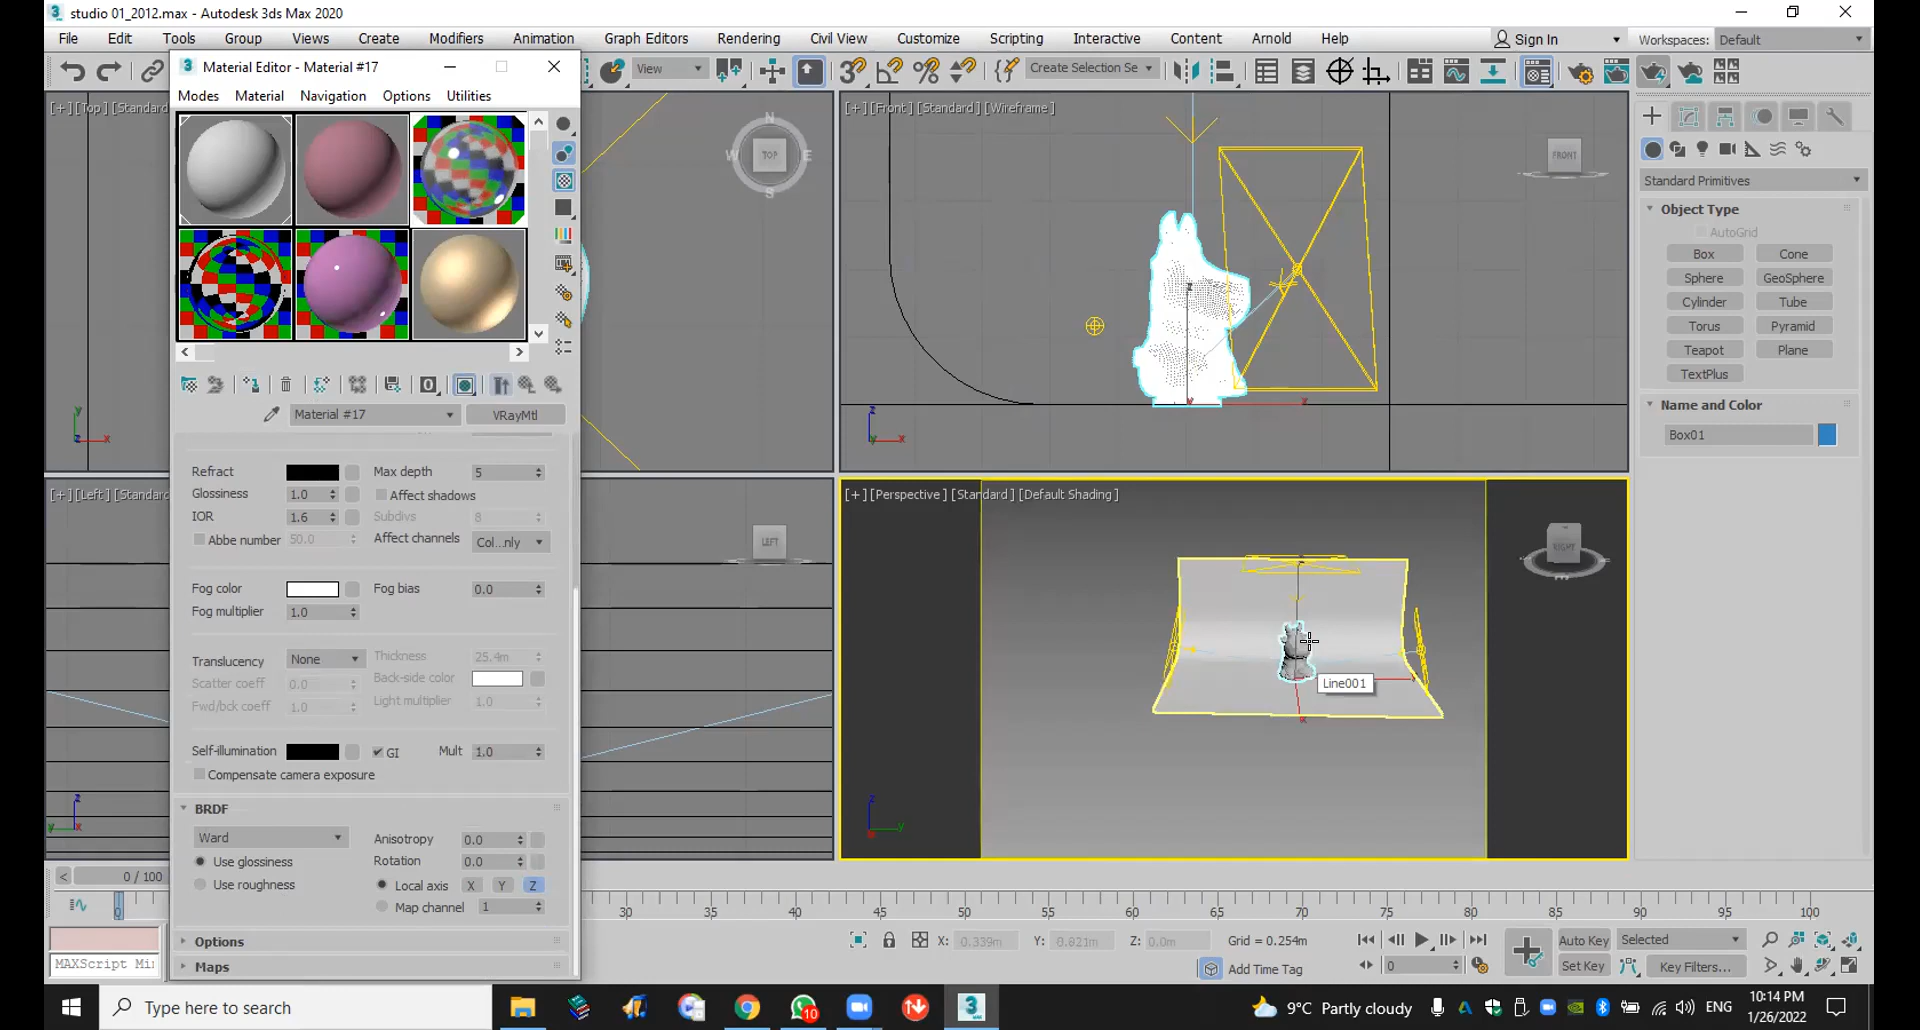 studio 01_2012.max - Autodesk 3ds Max 2020
File Edit Tools Group Views Create Modifiers Animation Graph Editors Rendering Civil View Customize Scripting Interactive Content Arnold Help Sign In Workspaces: Default
Material Editor - Material #17
View
Create Selection Se
Modes Material Navigation Options Utilities
[+] [Top] [Standard
[+] [Front] [Standard] [Wireframe]
N
W TOP E
S
FRONT
Standard Primitives
Object Type
AutoGrid
Box Cone
Sphere GeoSphere
Cylinder Tube
Torus Pyramid
Teapot Plane
TextPlus
Name and Color
Box01
Material #17 VRayMtl
Refract Max depth 5
Glossiness 1.0 Affect shadows
IOR 1.6 Subdivs 8
Abbe number 50.0 Affect channels Col...nly
Fog color Fog bias 0.0
Fog multiplier 1.0
Translucency None Thickness 25.4m
Scatter coeff 0.0 Back-side color
Fwd/bck coeff 1.0 Light multiplier 1.0
Self-illumination GI Mult 1.0
Compensate camera exposure
BRDF
Ward Anisotropy 0.0
Use glossiness Rotation 0.0
Use roughness Local axis X Y Z
Map channel 1
Options
Maps
[+] [Left] [Standard
LEFT
[+] [Perspective] [Standard] [Default Shading]
RIGHT
Line001
0 / 100
0
30 35 40 45 50 55 60 65 70 75 80 85 90 95 100
MAXScript Mi
X: 0.339m Y: 0.821m Z: 0.0m Grid = 0.254m
Add Time Tag
0
Auto Key Selected
Set Key Key Filters...
Type here to search
10
9°C Partly cloudy
ENG
10:14 PM
1/26/2022